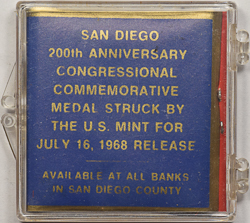 SAN DIEGO
200th ANNIVERSARY
CONGRESSIONAL
COMMEMORATIVE
MEDAL STRUCK BY
THE U.S. MINT FOR
JULY 16, 1968 RELEASE
AVAILABLE AT ALL BANKS
IN SAN DIEGO COUNTY